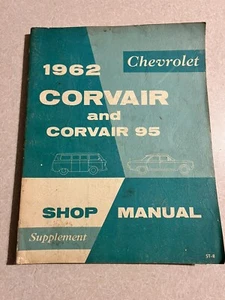 Chevrolet
1962
CORVAIR
and
CORVAIR 95
SHOP MANUAL
Supplement
ST-8